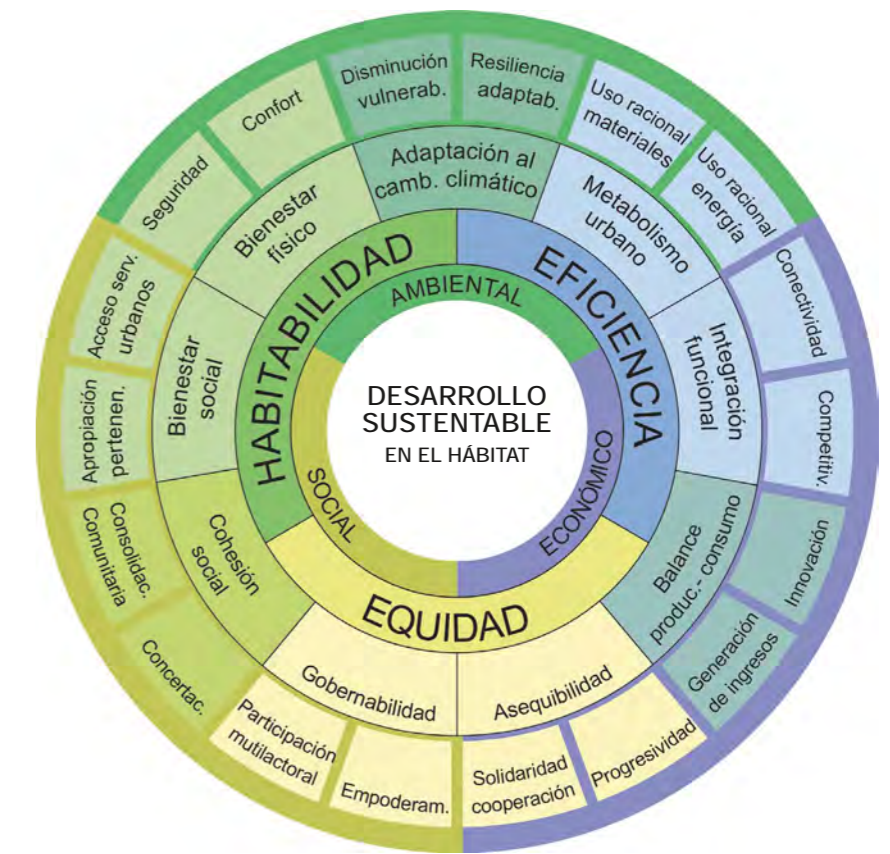 DESARROLLO
SUSTENTABLE
EN EL HÁBITAT
AMBIENTAL
ECONÓMICO
SOCIAL
HABITABILIDAD
EFICIENCIA
EQUIDAD
Adaptación al
camb. climático
Metabolismo
urbano
Integración
funcional
Balance
produc.- consumo
Asequibilidad
Gobernabilidad
Cohesión
social
Bienestar
social
Bienestar
físico
Disminución
vulnerab.
Resiliencia
adaptab.
Uso racional
materiales
Uso racional
energía
Conectividad
Competitiv.
Innovación
Generación
de ingresos
Progresividad
Solidaridad
cooperación
Empoderam.
Participación
mutilactoral
Concertac.
Consolidac.
Comunitaria
Apropiación
pertenen.
Acceso serv.
urbanos
Seguridad
Confort